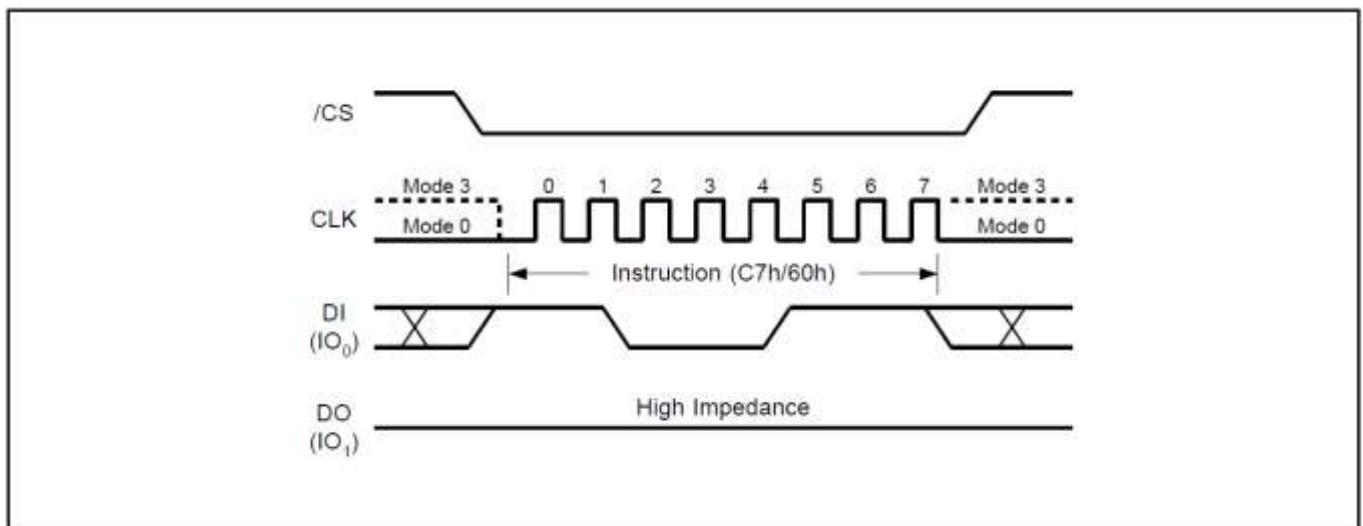 /CS
Mode 3 0 1 2 3 4 5 6 7 Mode 3
CLK
Mode 0 Mode 0
Instruction (C7h/60h)
DI
(IO0)
High Impedance
DO
(IO1)